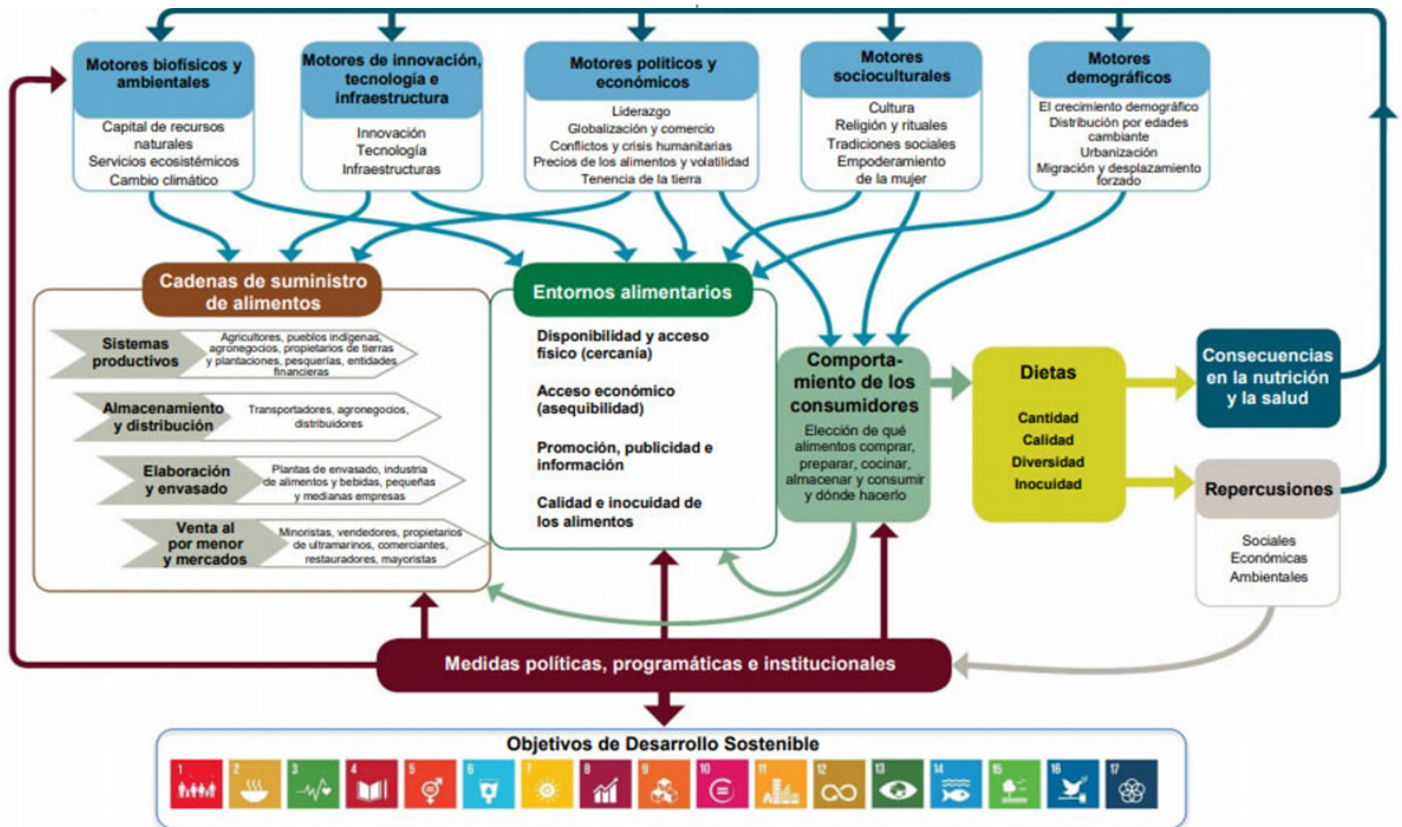 Motores biofísicos y
ambientales
Capital de recursos
naturales
Servicios ecosistémicos
Cambio climático
Motores de innovación,
tecnología e
infraestructura
Innovación
Tecnología
Infraestructuras
Motores políticos y
económicos
Liderazgo
Globalización y comercio
Conflictos y crisis humanitarias
Precios de los alimentos y volatilidad
Tenencia de la tierra
Motores
socioculturales
Cultura
Religión y rituales
Tradiciones sociales
Empoderamiento
de la mujer
Motores
demográficos
El crecimiento demográfico
Distribución por edades
cambiante
Urbanización
Migración y desplazamiento
forzado
Cadenas de suministro
de alimentos
Sistemas
productivos
Agricultores, pueblos indígenas,
agronegocios, propietarios de tierras
y plantaciones, pesquerías, entidades
financieras
Almacenamiento
y distribución
Transportadores, agronegocios,
distribuidores
Elaboración
y envasado
Plantas de envasado, industria
de alimentos y bebidas, pequeñas
y medianas empresas
Venta al
por menor
y mercados
Minoristas, vendedores, propietarios
de ultramarinos, comerciantes,
restauradores, mayoristas
Entornos alimentarios
Disponibilidad y acceso
físico (cercanía)
Acceso económico
(asequibilidad)
Promoción, publicidad e
información
Calidad e inocuidad de
los alimentos
Comporta-
miento de los
consumidores
Elección de qué
alimentos comprar,
preparar, cocinar,
almacenar y consumir
y dónde hacerlo
Dietas
Cantidad
Calidad
Diversidad
Inocuidad
Consecuencias
en la nutrición
y la salud
Repercusiones
Sociales
Económicas
Ambientales
Medidas políticas, programáticas e institucionales
Objetivos de Desarrollo Sostenible
1 2 3 4 5 6 7 8 9 10 11 12 13 14 15 16 17